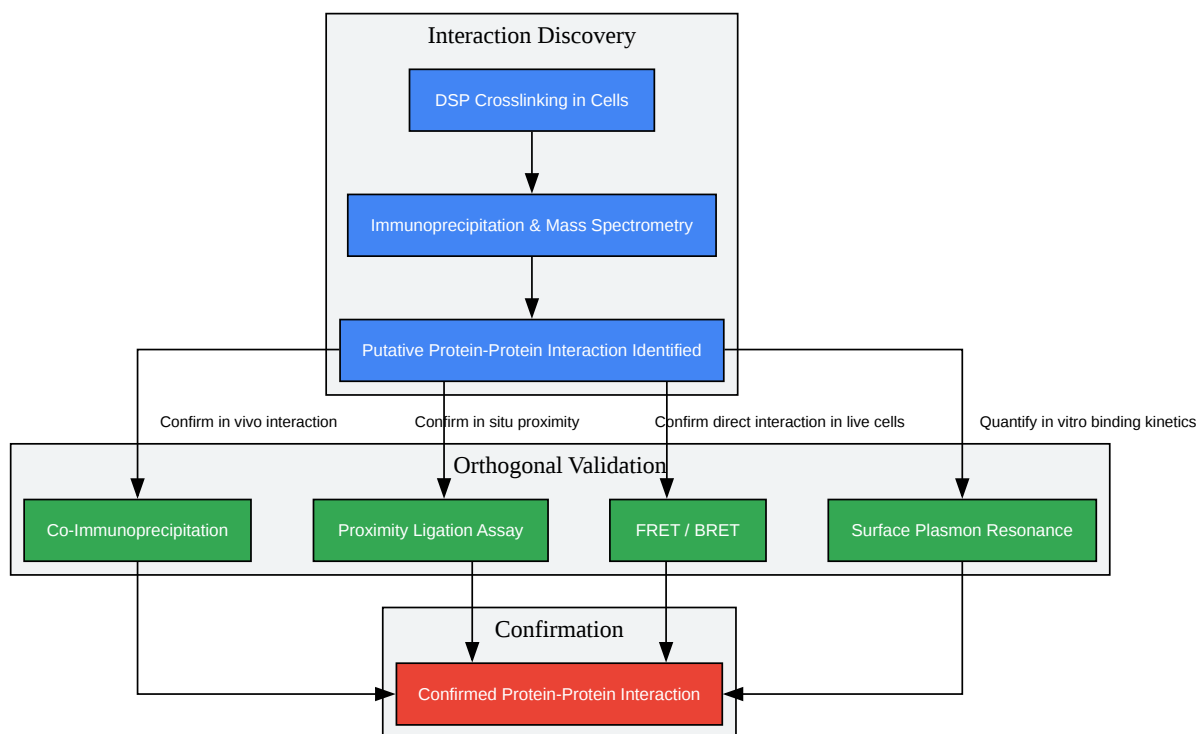 Interaction Discovery
DSP Crosslinking in Cells
Immunoprecipitation & Mass Spectrometry
Putative Protein-Protein Interaction Identified
Confirm in vivo interaction
Confirm in situ proximity
Confirm direct interaction in live cells
Quantify in vitro binding kinetics
Orthogonal Validation
Co-Immunoprecipitation
Proximity Ligation Assay
FRET / BRET
Surface Plasmon Resonance
Confirmation
Confirmed Protein-Protein Interaction